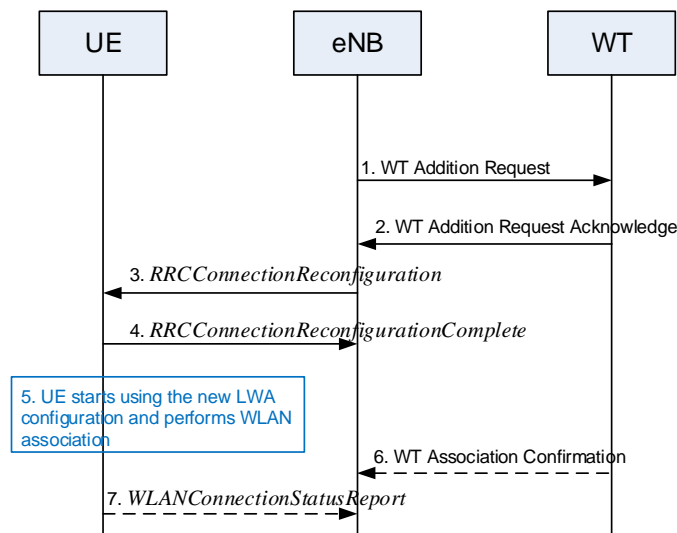 UE
eNB
WT
1. WT Addition Request
2. WT Addition Request Acknowledge
3. RRCConnectionReconfiguration
4. RRCConnectionReconfigurationComplete
5. UE starts using the new LWA
configuration and performs WLAN
association
6. WT Association Confirmation
7. WLANConnectionStatusReport